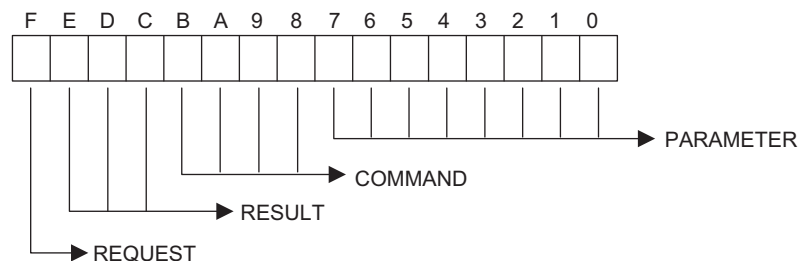 F E D C B A 9 8 7 6 5 4 3 2 1 0
PARAMETER
COMMAND
RESULT
REQUEST